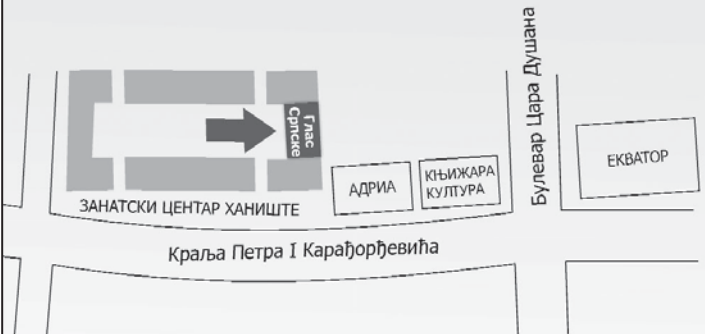 Булевар Цара Душана
Глас
Српске
АДРИА
КЊИЖАРА
КУЛТУРА
ЕКВАТОР
ЗАНАТСКИ ЦЕНТАР ХАНИШТЕ
Краља Петра I Карађорђевића